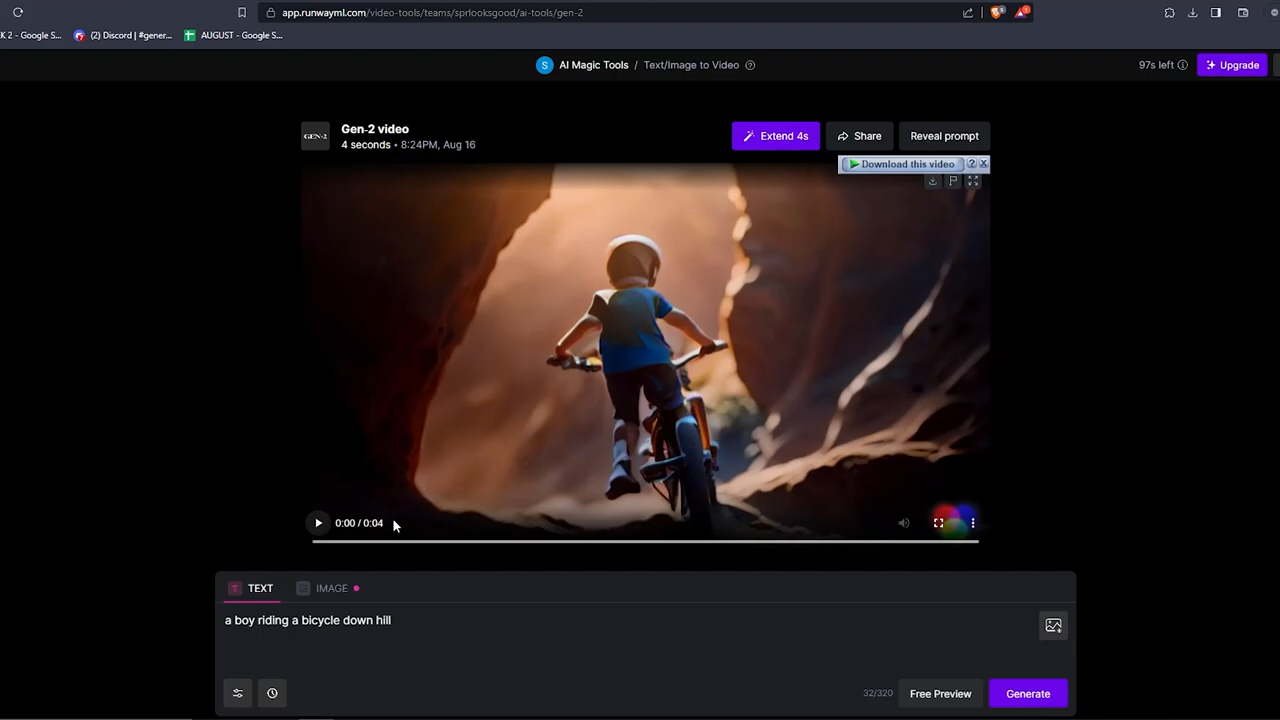 app.runwayml.com/video-tools/teams/sprlooksgood/ai-tools/gen-2
K 2 - Google S...
(2) Discord | #gener...
AUGUST - Google S...
S
AI Magic Tools / Text/Image to Video
97s left
Upgrade
GEN-2
Gen-2 video
4 seconds • 8:24PM, Aug 16
Extend 4s
Share
Reveal prompt
Download this video ? X
0:00 / 0:04
T TEXT
IMAGE
a boy riding a bicycle down hill
32/320
Free Preview
Generate